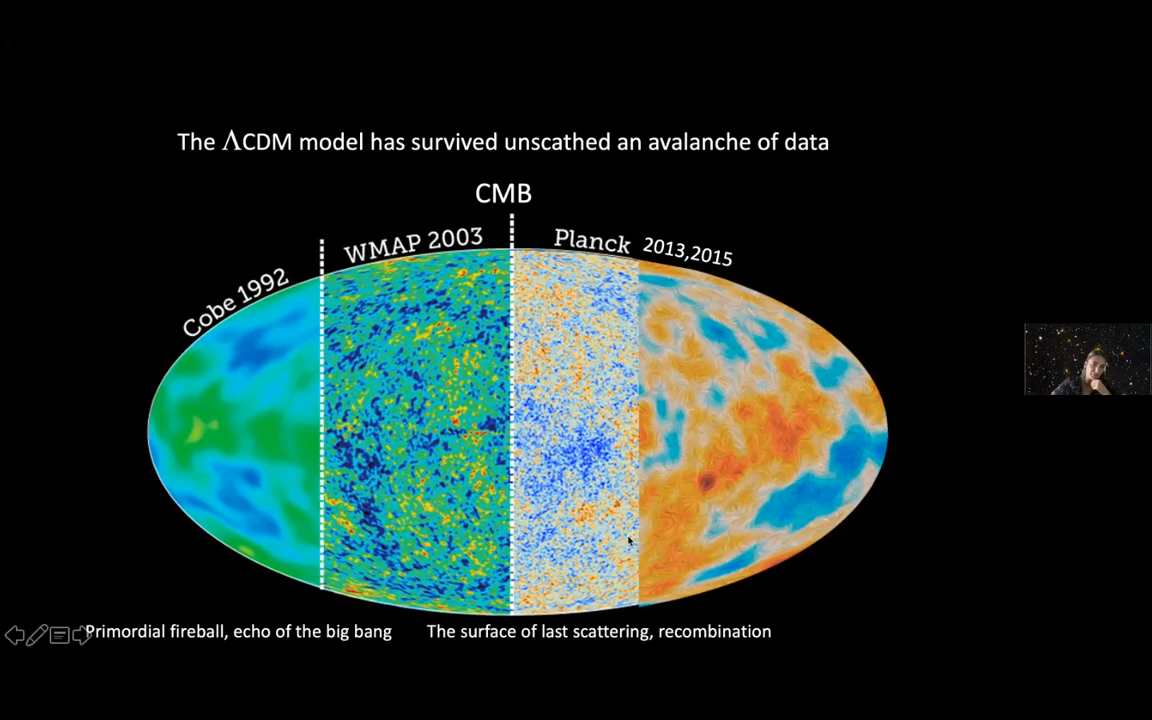 The ΛCDM model has survived unscathed an avalanche of data
CMB
Cobe 1992
WMAP 2003
Planck 2013,2015
Primordial fireball, echo of the big bang
The surface of last scattering, recombination